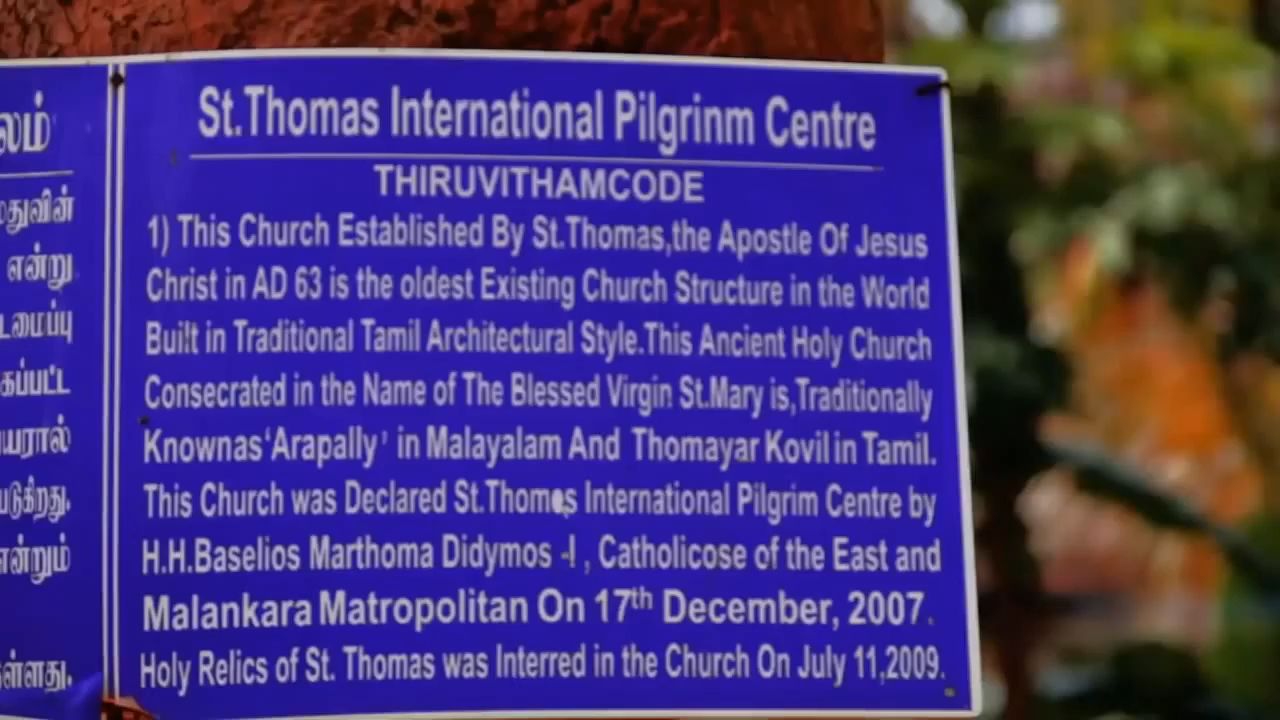 St.Thomas International Pilgrinm Centre
THIRUVITHAMCODE
1) This Church Established By St.Thomas,the Apostle Of Jesus
Christ in AD 63 is the oldest Existing Church Structure in the World
Built in Traditional Tamil Architectural Style.This Ancient Holy Church
Consecrated in the Name of The Blessed Virgin St.Mary is,Traditionally
Knownas 'Arapally' in Malayalam And Thomayar Kovil in Tamil.
This Church was Declared St.Thomas International Pilgrim Centre by
H.H.Baselios Marthoma Didymos -I , Catholicose of the East and
Malankara Matropolitan On 17th December, 2007.
Holy Relics of St. Thomas was Interred in the Church On July 11,2009.
என்று